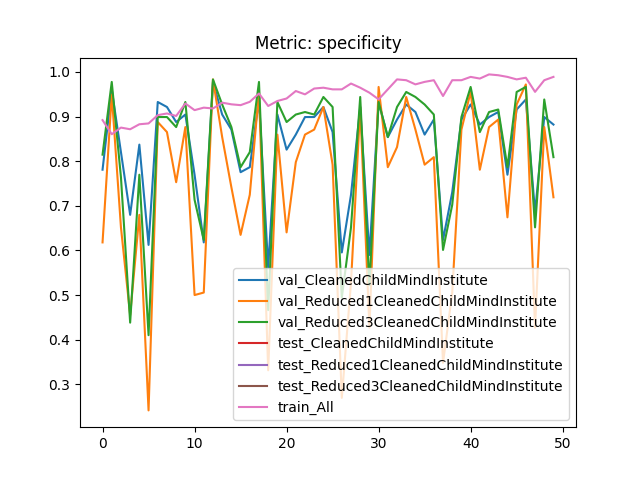 Metric: specificity
1.0
0.9
0.8
0.7
0.6
0.5
0.4
0.3
val_CleanedChildMindInstitute
val_Reduced1CleanedChildMindInstitute
val_Reduced3CleanedChildMindInstitute
test_CleanedChildMindInstitute
test_Reduced1CleanedChildMindInstitute
test_Reduced3CleanedChildMindInstitute
train_All
0 10 20 30 40 50